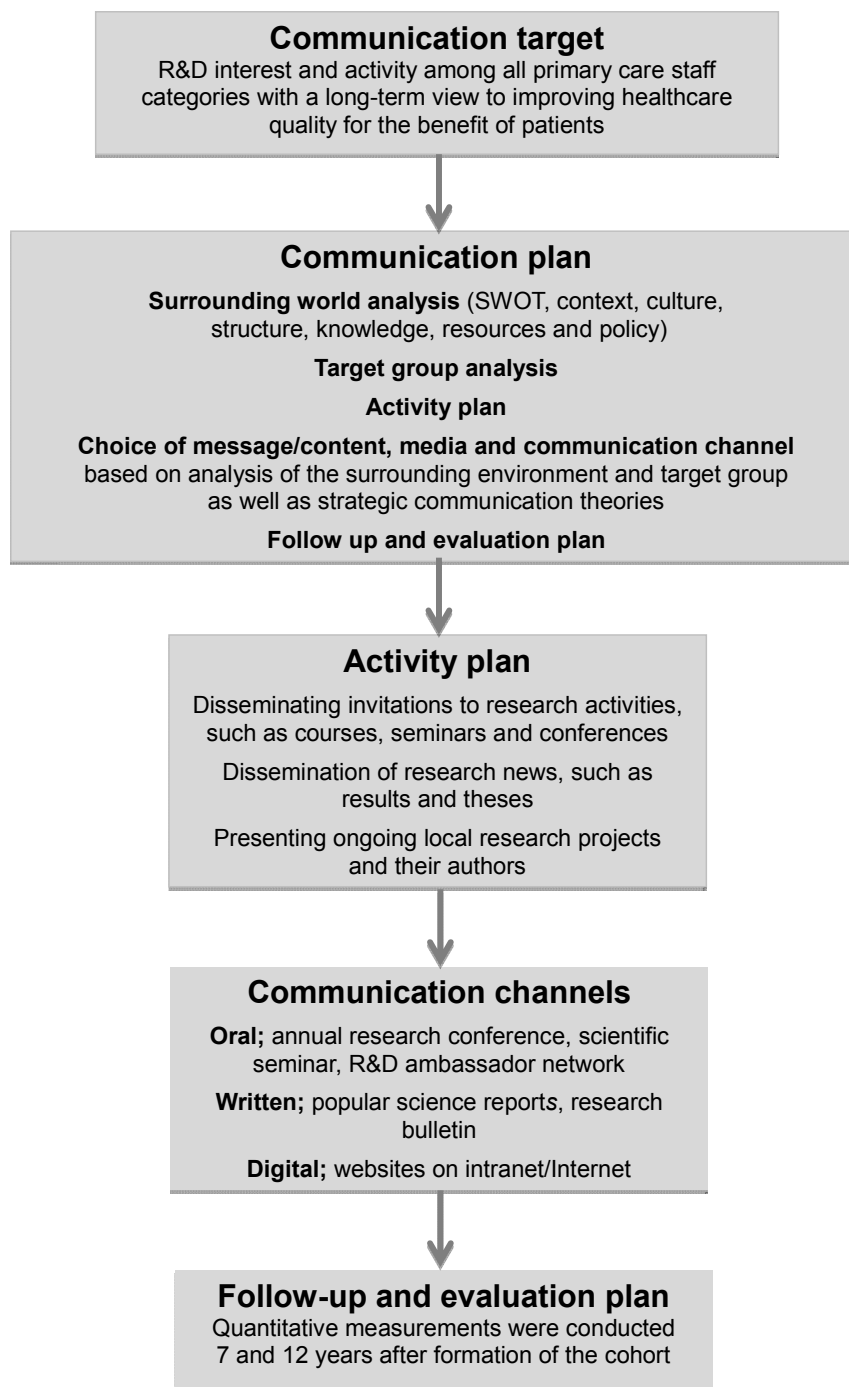 Communication target
R&D interest and activity among all primary care staff
categories with a long-term view to improving healthcare
quality for the benefit of patients
Communication plan
Surrounding world analysis (SWOT, context, culture,
structure, knowledge, resources and policy)
Target group analysis
Activity plan
Choice of message/content, media and communication channel
based on analysis of the surrounding environment and target group
as well as strategic communication theories
Follow up and evaluation plan
Activity plan
Disseminating invitations to research activities,
such as courses, seminars and conferences
Dissemination of research news, such as
results and theses
Presenting ongoing local research projects
and their authors
Communication channels
Oral; annual research conference, scientific
seminar, R&D ambassador network
Written; popular science reports, research
bulletin
Digital; websites on intranet/Internet
Follow-up and evaluation plan
Quantitative measurements were conducted
7 and 12 years after formation of the cohort